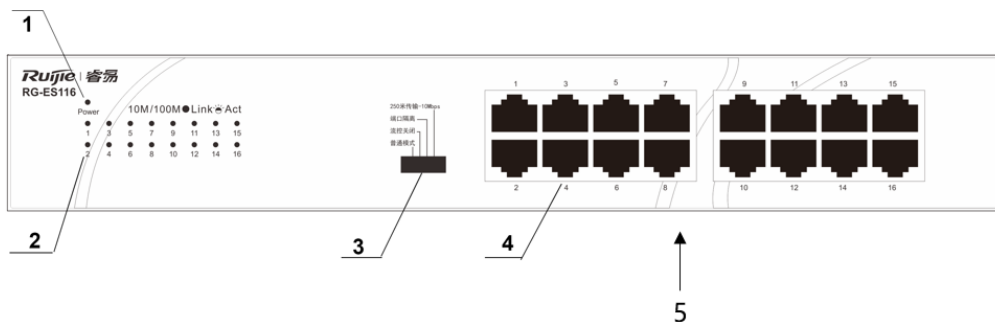 1
Ruijie | 睿易
RG-ES116
Power
10M/100M Link Act
1 3 5 7 9 11 13 15
2 4 6 8 10 12 14 16
250米传输-10Mbps
端口隔离
流控关闭
普通模式
1 3 5 7
2 4 6 8
9 11 13 15
10 12 14 16
2
3
4
5